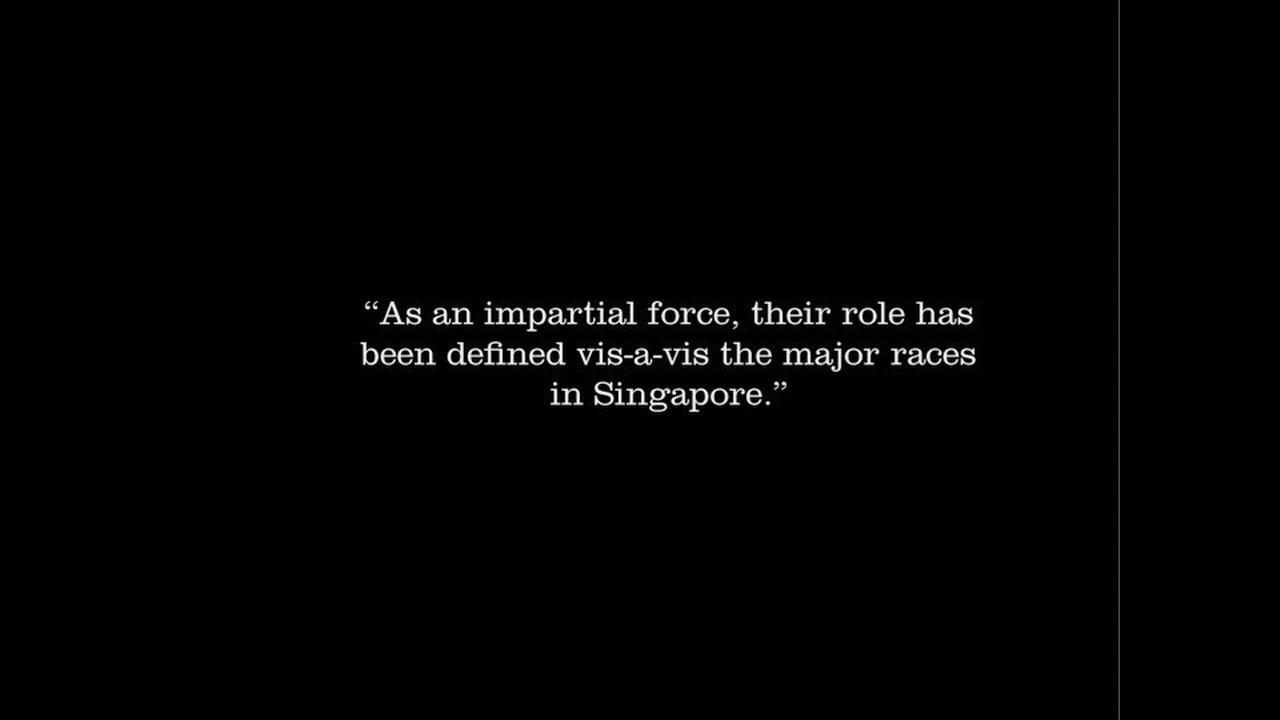 “As an impartial force, their role has
been defined vis-a-vis the major races
in Singapore.”